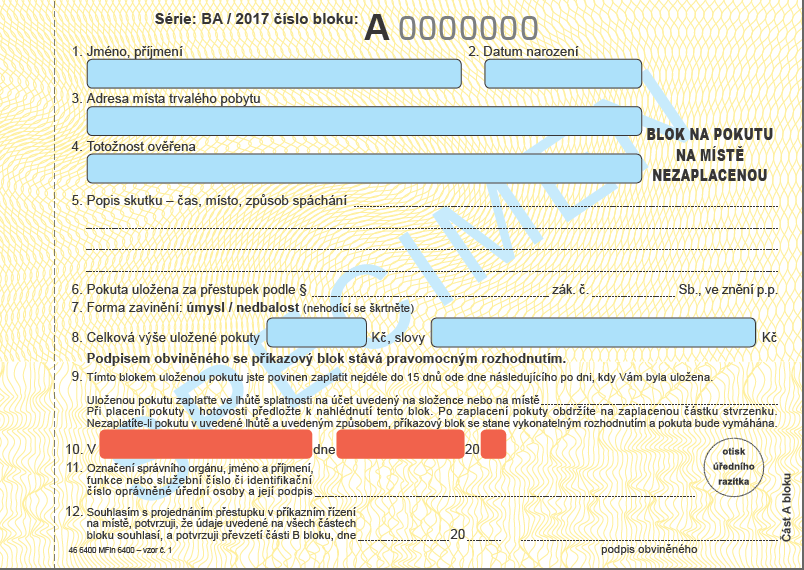 Série: BA / 2017 číslo bloku: A 0000000
1. Jméno, příjmení 2. Datum narození
3. Adresa místa trvalého pobytu
4. Totožnost ověřena
BLOK NA POKUTU
NA MÍSTĚ
NEZAPLACENOU
SPECIMEN
5. Popis skutku – čas, místo, způsob spáchání
6. Pokuta uložena za přestupek podle § zák. č. Sb., ve znění p.p.
7. Forma zavinění: úmysl / nedbalost (nehodící se škrtněte)
8. Celková výše uložené pokuty Kč, slovy Kč
Podpisem obviněného se příkazový blok stává pravomocným rozhodnutím.
9. Tímto blokem uloženou pokutu jste povinen zaplatit nejdéle do 15 dnů ode dne následujícího po dni, kdy Vám byla uložena.
Uloženou pokutu zaplaťte ve lhůtě splatnosti na účet uvedený na složence nebo na místě
Při placení pokuty v hotovosti předložte k nahlédnutí tento blok. Po zaplacení pokuty obdržíte na zaplacenou částku stvrzenku.
Nezaplatíte-li pokutu v uvedené lhůtě a uvedeným způsobem, příkazový blok se stane vykonatelným rozhodnutím a pokuta bude vymáhána.
10. V dne 20
11. Označení správního orgánu, jméno a příjmení,
funkce nebo služební číslo či identifikační
číslo oprávněné úřední osoby a její podpis
otisk
úředního
razítka
12. Souhlasím s projednáním přestupku v příkazním řízení
na místě, potvrzuji, že údaje uvedené na všech částech
bloku souhlasí, a potvrzuji převzetí části B bloku, dne 20
podpis obviněného
46 6400 MFin 6400 – vzor č. 1
Část A bloku